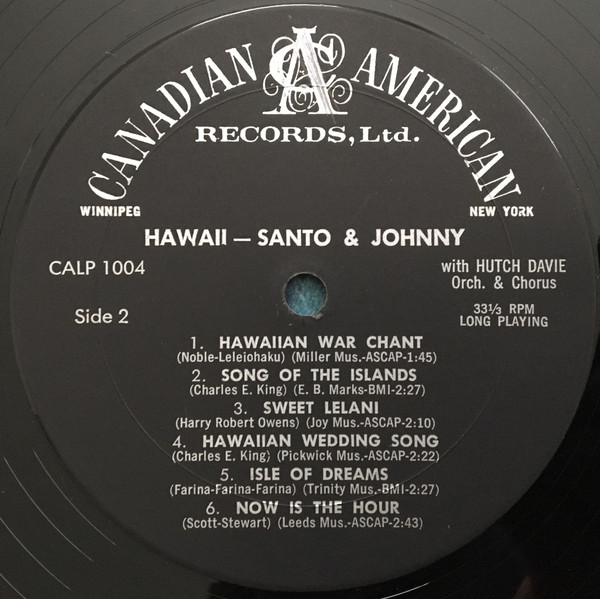 CANADIAN AMERICAN
CA
RECORDS, Ltd.
WINNIPEG
NEW YORK
HAWAII — SANTO & JOHNNY
CALP 1004
with HUTCH DAVIE
Orch. & Chorus
Side 2
33⅓ RPM
LONG PLAYING
1. HAWAIIAN WAR CHANT
(Noble-Leleiohaku) (Miller Mus.-ASCAP-1:45)
2. SONG OF THE ISLANDS
(Charles E. King) (E. B. Marks-BMI-2:27)
3. SWEET LELANI
(Harry Robert Owens) (Joy Mus.-ASCAP-2:10)
4. HAWAIIAN WEDDING SONG
(Charles E. King) (Pickwick Mus.-ASCAP-2:22)
5. ISLE OF DREAMS
(Farina-Farina-Farina) (Trinity Mus.-BMI-2:27)
6. NOW IS THE HOUR
(Scott-Stewart) (Leeds Mus.-ASCAP-2:43)